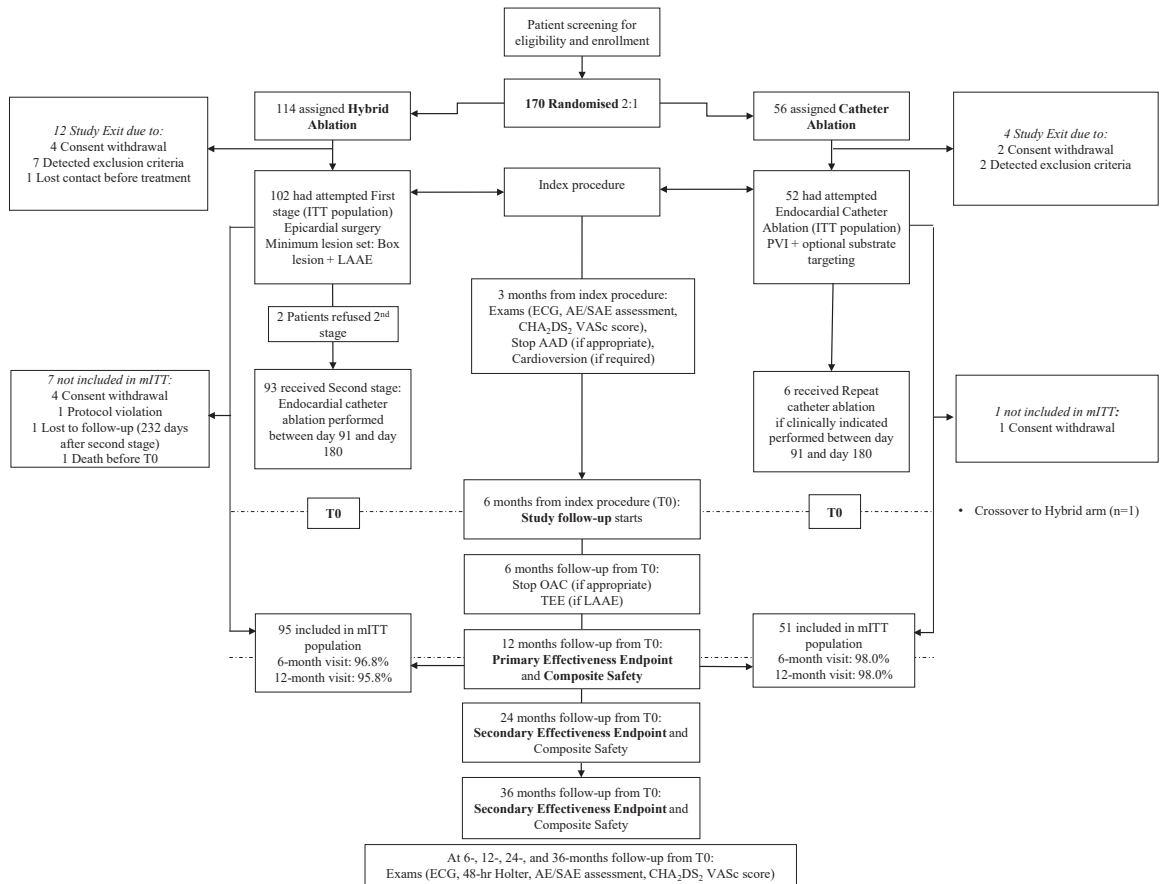 Patient screening for
eligibility and enrollment
170 Randomised 2:1
114 assigned Hybrid
Ablation
56 assigned Catheter
Ablation
12 Study Exit due to:
4 Consent withdrawal
7 Detected exclusion criteria
1 Lost contact before treatment
4 Study Exit due to:
2 Consent withdrawal
2 Detected exclusion criteria
102 had attempted First
stage (ITT population)
Epicardial surgery
Minimum lesion set: Box
lesion + LAAE
Index procedure
52 had attempted
Endocardial Catheter
Ablation (ITT population)
PVI + optional substrate
targeting
2 Patients refused 2nd
stage
3 months from index procedure:
Exams (ECG, AE/SAE assessment,
CHA₂DS₂ VASc score),
Stop AAD (if appropriate),
Cardioversion (if required)
7 not included in mITT:
4 Consent withdrawal
1 Protocol violation
1 Lost to follow-up (232 days
after second stage)
1 Death before T0
93 received Second stage:
Endocardial catheter
ablation performed
between day 91 and day
180
6 received Repeat
catheter ablation
if clinically indicated
performed between day
91 and day 180
1 not included in mITT:
1 Consent withdrawal
T0
6 months from index procedure (T0):
Study follow-up starts
T0
• Crossover to Hybrid arm (n=1)
6 months follow-up from T0:
Stop OAC (if appropriate)
TEE (if LAAE)
95 included in mITT
population
6-month visit: 96.8%
12-month visit: 95.8%
12 months follow-up from T0:
Primary Effectiveness Endpoint
and Composite Safety
51 included in mITT
population
6-month visit: 98.0%
12-month visit: 98.0%
24 months follow-up from T0:
Secondary Effectiveness Endpoint and
Composite Safety
36 months follow-up from T0:
Secondary Effectiveness Endpoint and
Composite Safety
At 6-, 12-, 24-, and 36-months follow-up from T0:
Exams (ECG, 48-hr Holter, AE/SAE assessment, CHA₂DS₂ VASc score)